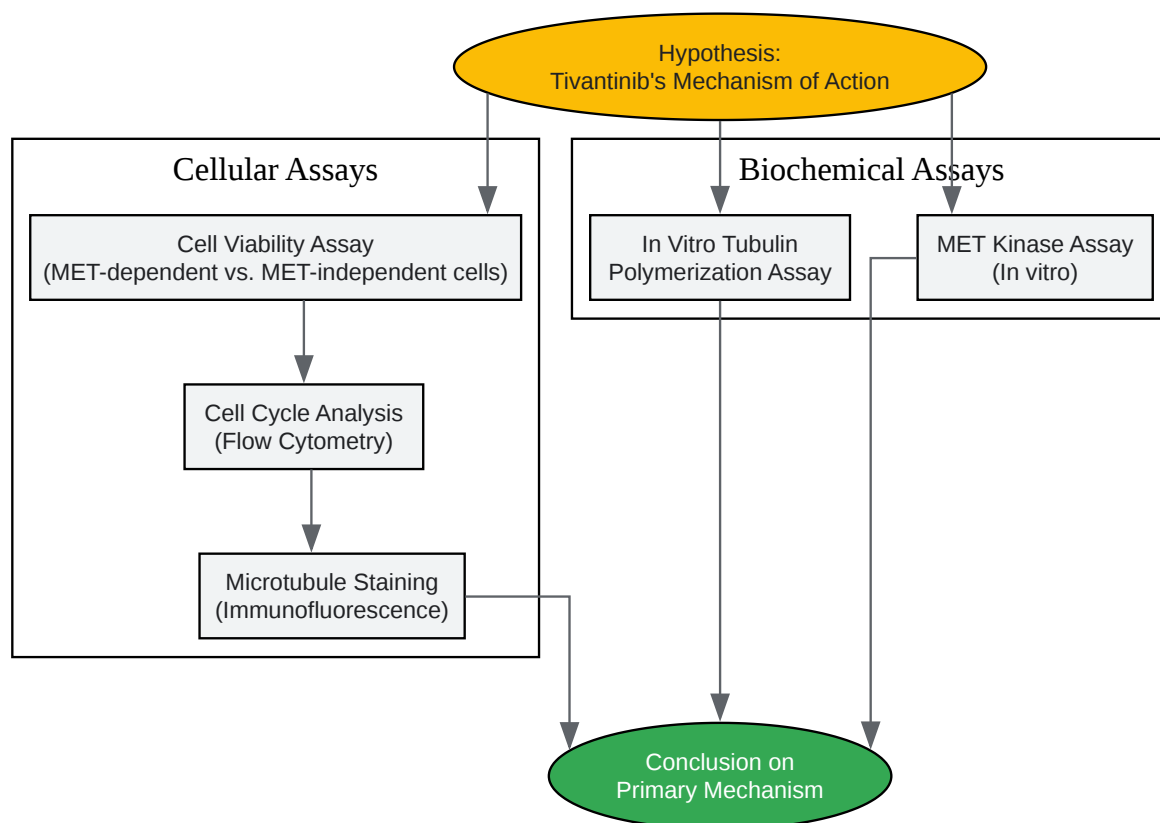 Hypothesis:
Tivantinib's Mechanism of Action
Cellular Assays
Cell Viability Assay
(MET-dependent vs. MET-independent cells)
Cell Cycle Analysis
(Flow Cytometry)
Microtubule Staining
(Immunofluorescence)
Biochemical Assays
In Vitro Tubulin
Polymerization Assay
MET Kinase Assay
(In vitro)
Conclusion on
Primary Mechanism